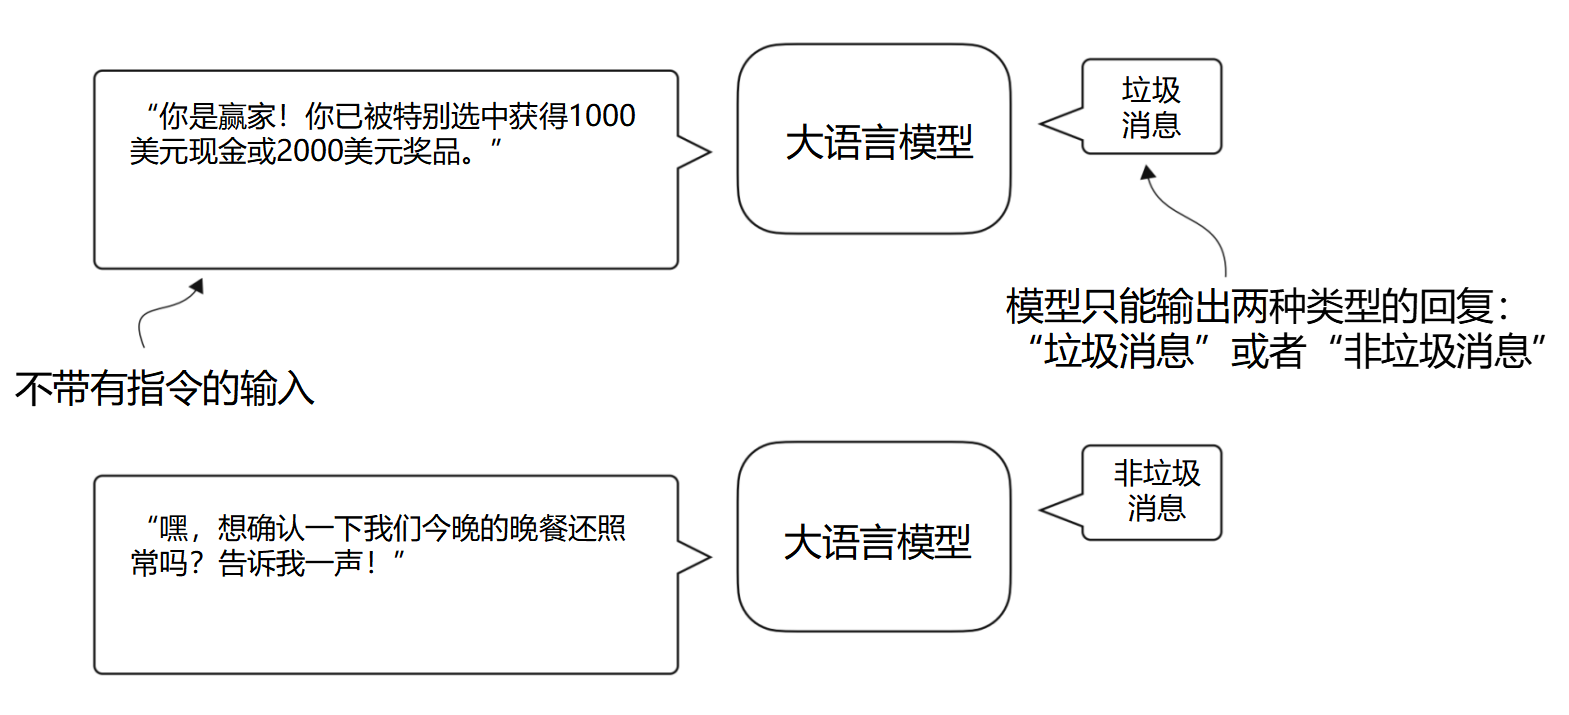 “你是赢家！你已被特别选中获得1000
美元现金或2000美元奖品。”
大语言模型
垃圾
消息
模型只能输出两种类型的回复：
“垃圾消息”或者“非垃圾消息”
不带有指令的输入
“嘿，想确认一下我们今晚的晚餐还照
常吗？告诉我一声！”
大语言模型
非垃圾
消息